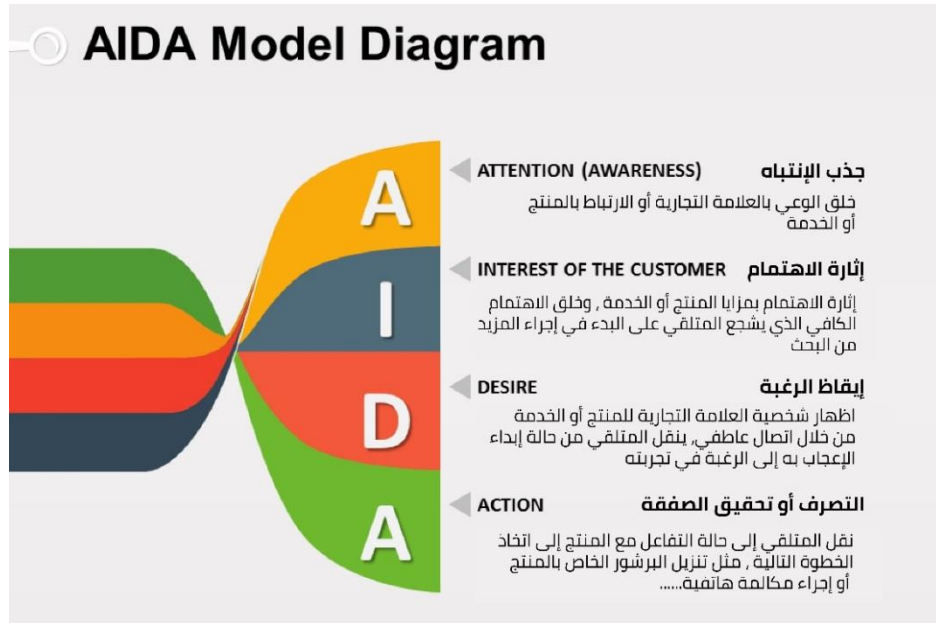 AIDA Model Diagram
A
ATTENTION (AWARENESS) جذب الإنتباه
خلق الوعي بالعلامة التجارية أو الارتباط بالمنتج
أو الخدمة
I
INTEREST OF THE CUSTOMER إثارة الاهتمام
إثارة الاهتمام بمزايا المنتج أو الخدمة , وخلق الاهتمام
الكافي الذي يشجع المتلقي على البدء في إجراء المزيد
من البحث
D
DESIRE إيقاظ الرغبة
اظهار شخصية العلامة التجارية للمنتج أو الخدمة
من خلال اتصال عاطفي, ينقل المتلقي من حالة إبداء
الإعجاب به إلى الرغبة في تجربته
A
ACTION التصرف أو تحقيق الصفقة
نقل المتلقي إلى حالة التفاعل مع المنتج إلى اتخاذ
الخطوة التالية , مثل تنزيل البرشور الخاص بالمنتج
أو إجراء مكالمة هاتفية......